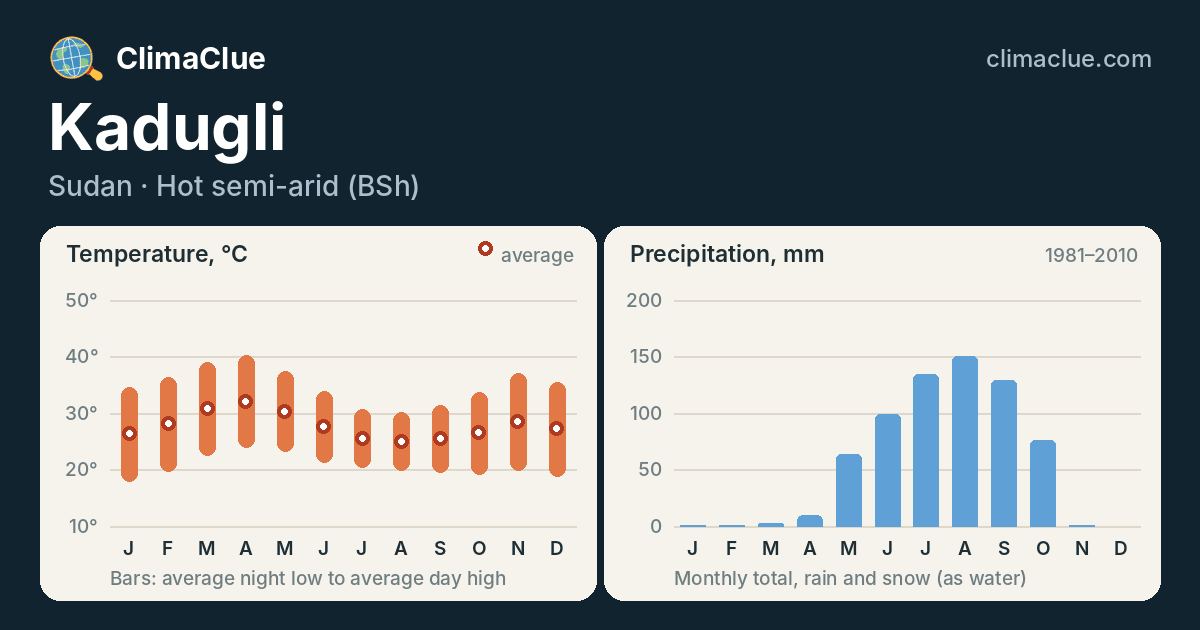 ClimaClue
climaclue.com
Kadugli
Sudan · Hot semi-arid (BSh)
Temperature, °C
average
50°
40°
30°
20°
10°
J F M A M J J A S O N D
Bars: average night low to average day high
Precipitation, mm
1981–2010
200
150
100
50
0
J F M A M J J A S O N D
Monthly total, rain and snow (as water)